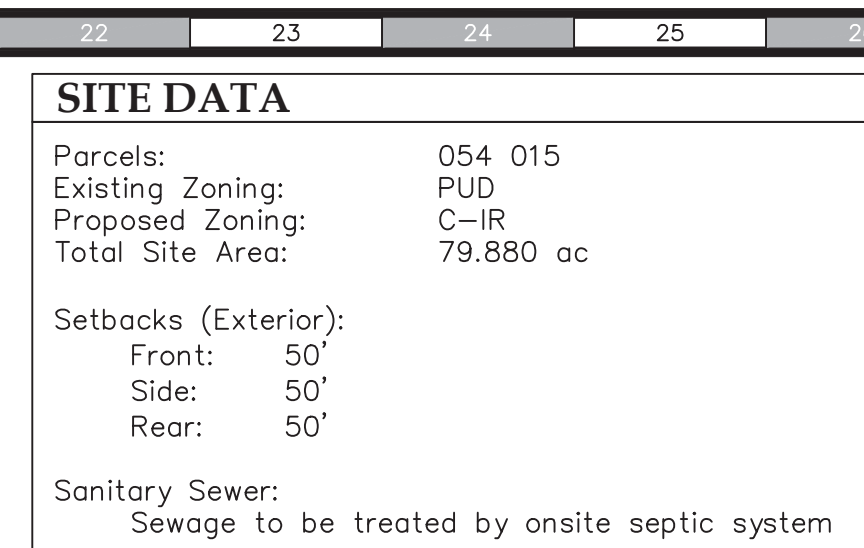 22 23 24 25
SITE DATA
Parcels: 054 015
Existing Zoning: PUD
Proposed Zoning: C-IR
Total Site Area: 79.880 ac
Setbacks (Exterior):
Front: 50'
Side: 50'
Rear: 50'
Sanitary Sewer:
Sewage to be treated by onsite septic system